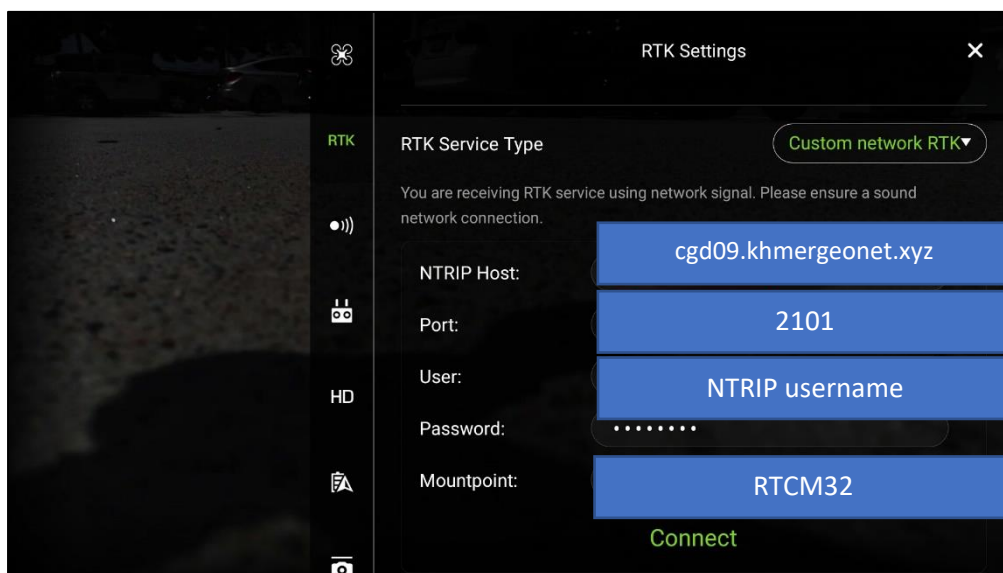 RTK Settings
RTK
RTK Service Type
Custom network RTK
You are receiving RTK service using network signal. Please ensure a sound
network connection.
NTRIP Host:
cgd09.khmergeonet.xyz
Port:
2101
User:
NTRIP username
HD
Password:
••••••••
Mountpoint:
RTCM32
Connect